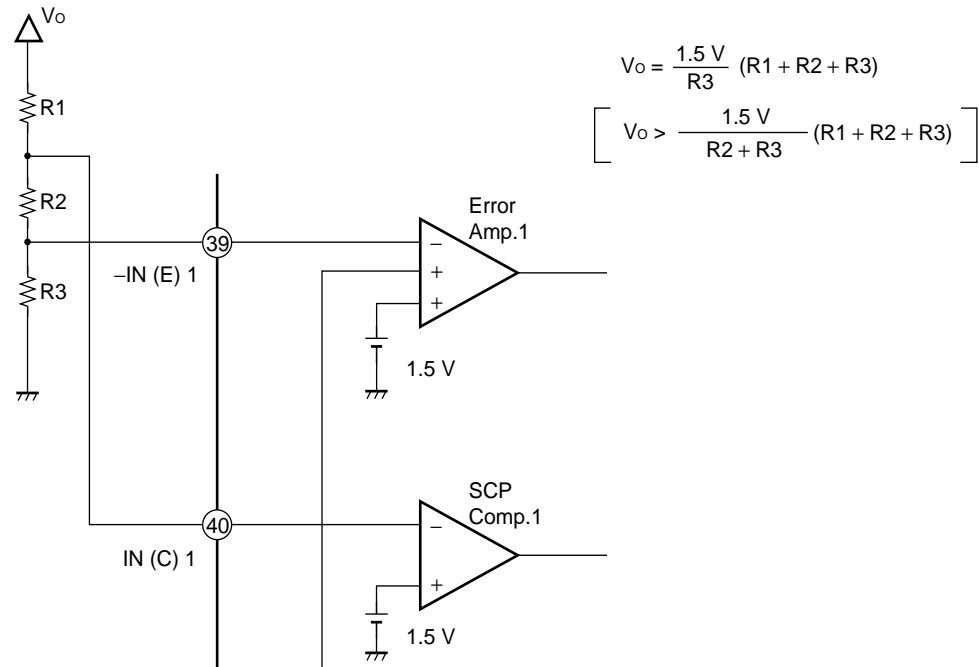 Vo
R1
R2
R3
Vo = 1.5 V / R3 (R1 + R2 + R3)
[ Vo > 1.5 V / R2 + R3 (R1 + R2 + R3) ]
39
−IN (E) 1
Error
Amp.1
−
+
+
1.5 V
40
IN (C) 1
SCP
Comp.1
−
+
1.5 V